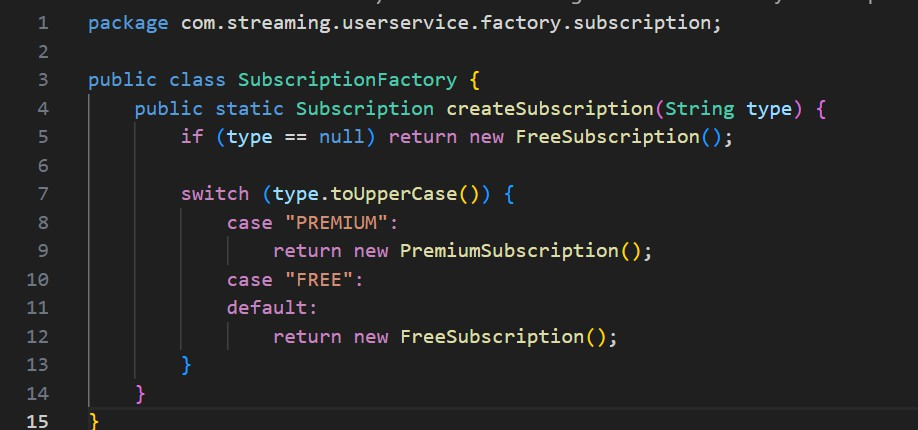 1 package com.streaming.userservice.factory.subscription;
2
3 public class SubscriptionFactory {
4     public static Subscription createSubscription(String type) {
5         if (type == null) return new FreeSubscription();
6
7         switch (type.toUpperCase()) {
8             case "PREMIUM":
9                 return new PremiumSubscription();
10             case "FREE":
11             default:
12                 return new FreeSubscription();
13         }
14     }
15 }